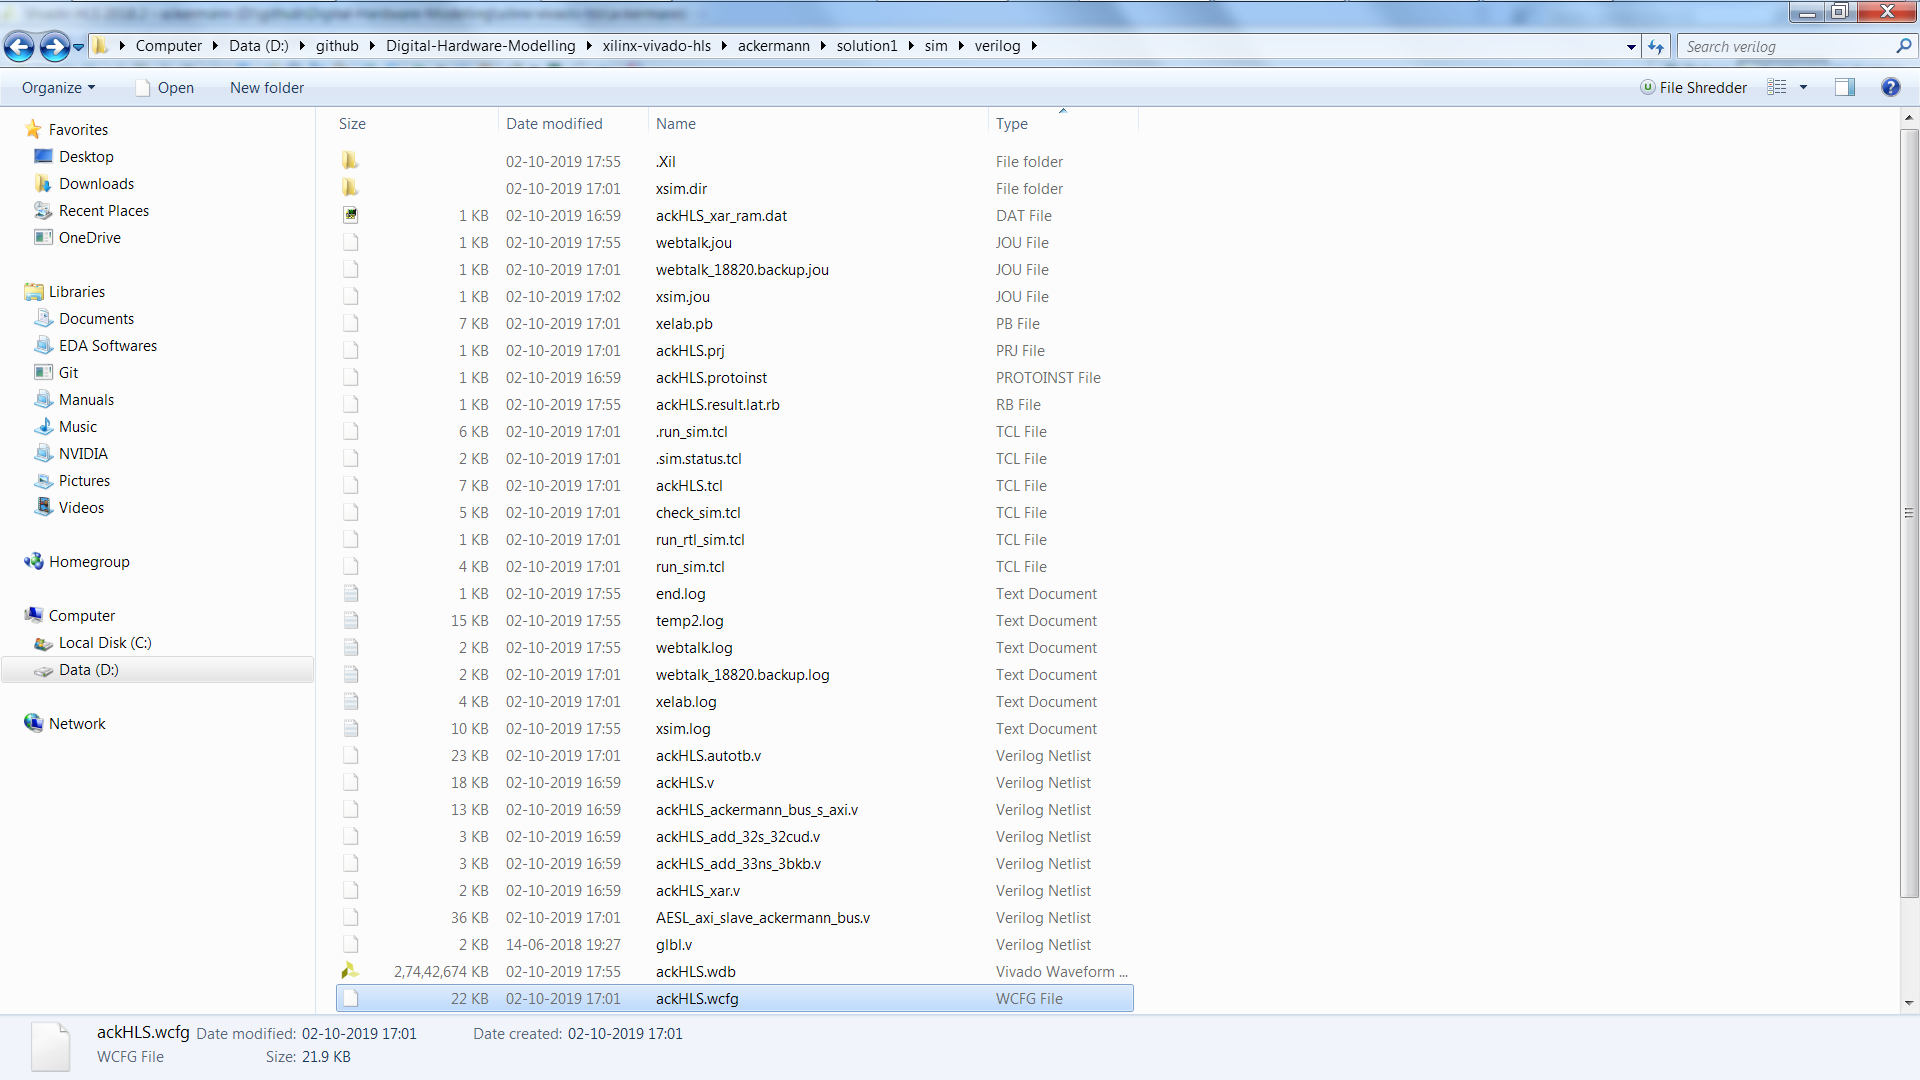 Computer Data (D:) github Digital-Hardware-Modelling xilinx-vivado-hls ackermann solution1 sim verilog Search verilog
Organize Open New folder File Shredder
Favorites
Desktop
Downloads
Recent Places
OneDrive
Libraries
Documents
EDA Softwares
Git
Manuals
Music
NVIDIA
Pictures
Videos
Homegroup
Computer
Local Disk (C:)
Data (D:)
Network
Size Date modified Name Type
02-10-2019 17:55 .Xil File folder
02-10-2019 17:01 xsim.dir File folder
1 KB 02-10-2019 16:59 ackHLS_xar_ram.dat DAT File
1 KB 02-10-2019 17:55 webtalk.jou JOU File
1 KB 02-10-2019 17:01 webtalk_18820.backup.jou JOU File
1 KB 02-10-2019 17:02 xsim.jou JOU File
7 KB 02-10-2019 17:01 xelab.pb PB File
1 KB 02-10-2019 17:01 ackHLS.prj PRJ File
1 KB 02-10-2019 16:59 ackHLS.protoinst PROTOINST File
1 KB 02-10-2019 17:55 ackHLS.result.lat.rb RB File
6 KB 02-10-2019 17:01 .run_sim.tcl TCL File
2 KB 02-10-2019 17:01 .sim.status.tcl TCL File
7 KB 02-10-2019 17:01 ackHLS.tcl TCL File
5 KB 02-10-2019 17:01 check_sim.tcl TCL File
1 KB 02-10-2019 17:01 run_rtl_sim.tcl TCL File
4 KB 02-10-2019 17:01 run_sim.tcl TCL File
1 KB 02-10-2019 17:55 end.log Text Document
15 KB 02-10-2019 17:55 temp2.log Text Document
2 KB 02-10-2019 17:55 webtalk.log Text Document
2 KB 02-10-2019 17:01 webtalk_18820.backup.log Text Document
4 KB 02-10-2019 17:01 xelab.log Text Document
10 KB 02-10-2019 17:55 xsim.log Text Document
23 KB 02-10-2019 17:01 ackHLS.autotb.v Verilog Netlist
18 KB 02-10-2019 16:59 ackHLS.v Verilog Netlist
13 KB 02-10-2019 16:59 ackHLS_ackermann_bus_s_axi.v Verilog Netlist
3 KB 02-10-2019 16:59 ackHLS_add_32s_32cud.v Verilog Netlist
3 KB 02-10-2019 16:59 ackHLS_add_33ns_3bkb.v Verilog Netlist
2 KB 02-10-2019 16:59 ackHLS_xar.v Verilog Netlist
36 KB 02-10-2019 17:01 AESL_axi_slave_ackermann_bus.v Verilog Netlist
2 KB 14-06-2018 19:27 glbl.v Verilog Netlist
2,74,42,674 KB 02-10-2019 17:55 ackHLS.wdb Vivado Waveform ...
22 KB 02-10-2019 17:01 ackHLS.wcfg WCFG File
ackHLS.wcfg Date modified: 02-10-2019 17:01 Date created: 02-10-2019 17:01
WCFG File Size: 21.9 KB